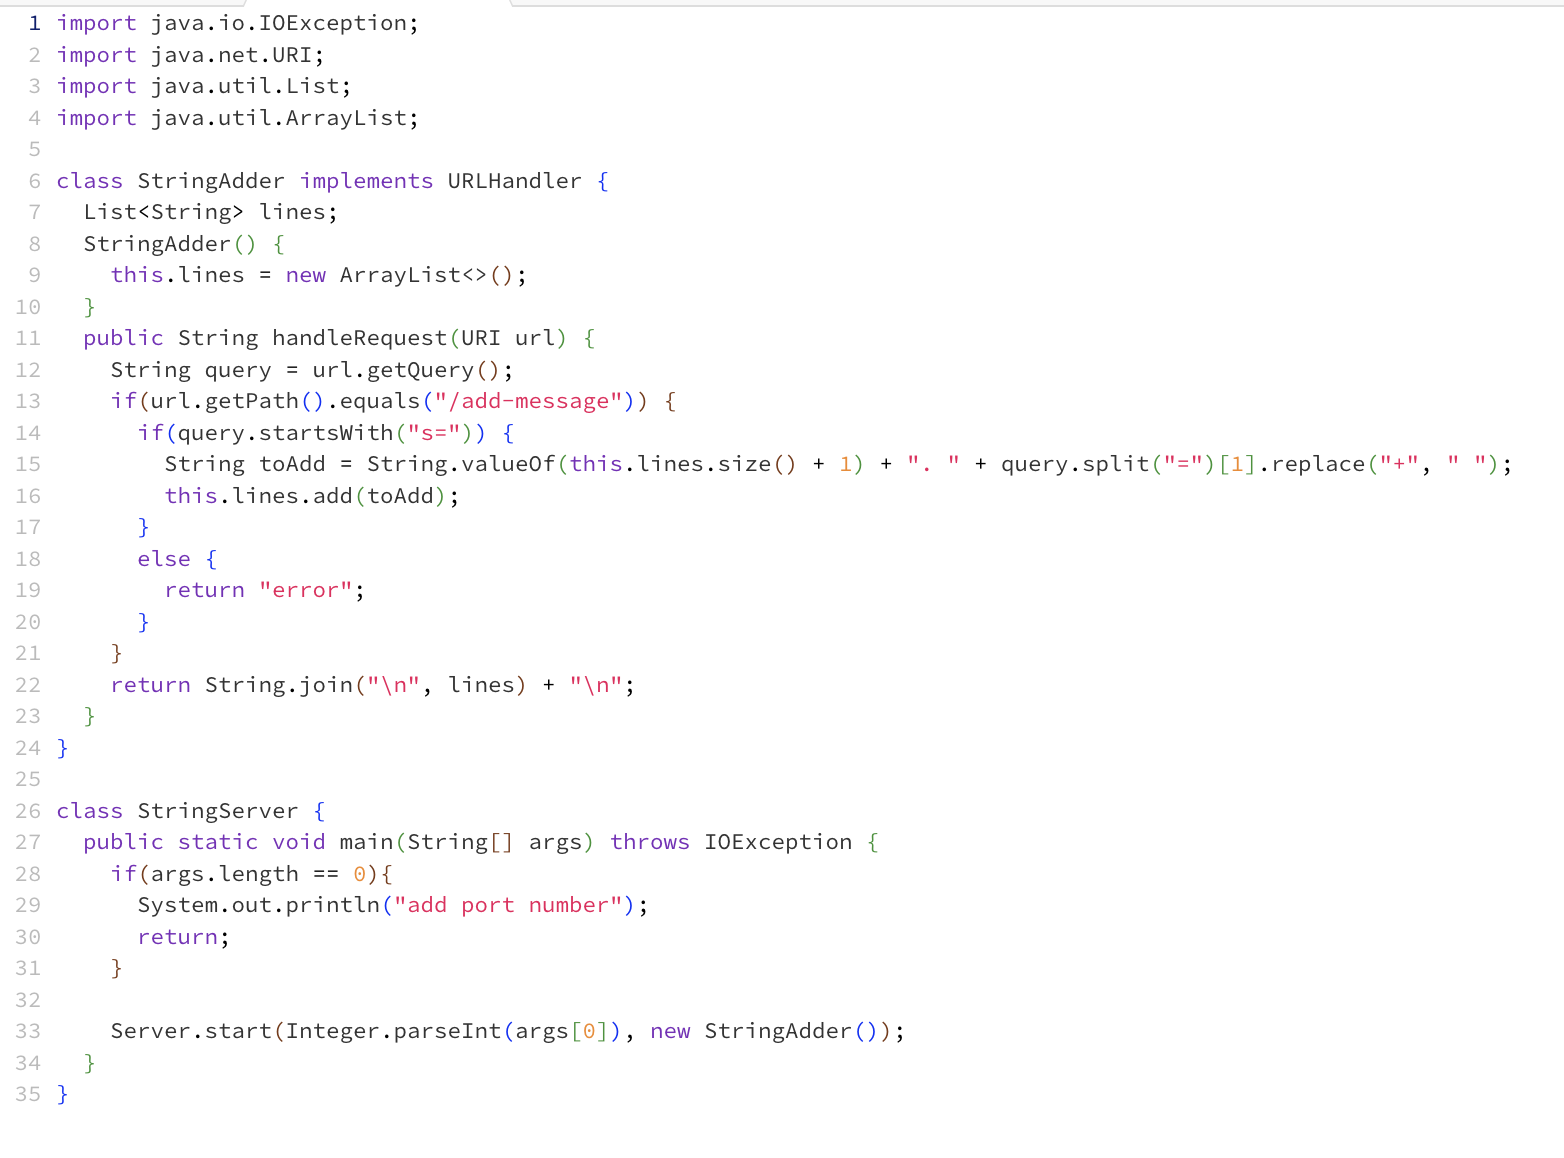 1 import java.io.IOException;
2 import java.net.URI;
3 import java.util.List;
4 import java.util.ArrayList;
5
6 class StringAdder implements URLHandler {
7   List<String> lines;
8   StringAdder() {
9     this.lines = new ArrayList<>();
10   }
11   public String handleRequest(URI url) {
12     String query = url.getQuery();
13     if(url.getPath().equals("/add-message")) {
14       if(query.startsWith("s=")) {
15         String toAdd = String.valueOf(this.lines.size() + 1) + ". " + query.split("=")[1].replace("+", " ");
16         this.lines.add(toAdd);
17       }
18       else {
19         return "error";
20       }
21     }
22     return String.join("\n", lines) + "\n";
23   }
24 }
25
26 class StringServer {
27   public static void main(String[] args) throws IOException {
28     if(args.length == 0){
29       System.out.println("add port number");
30       return;
31     }
32
33     Server.start(Integer.parseInt(args[0]), new StringAdder());
34   }
35 }